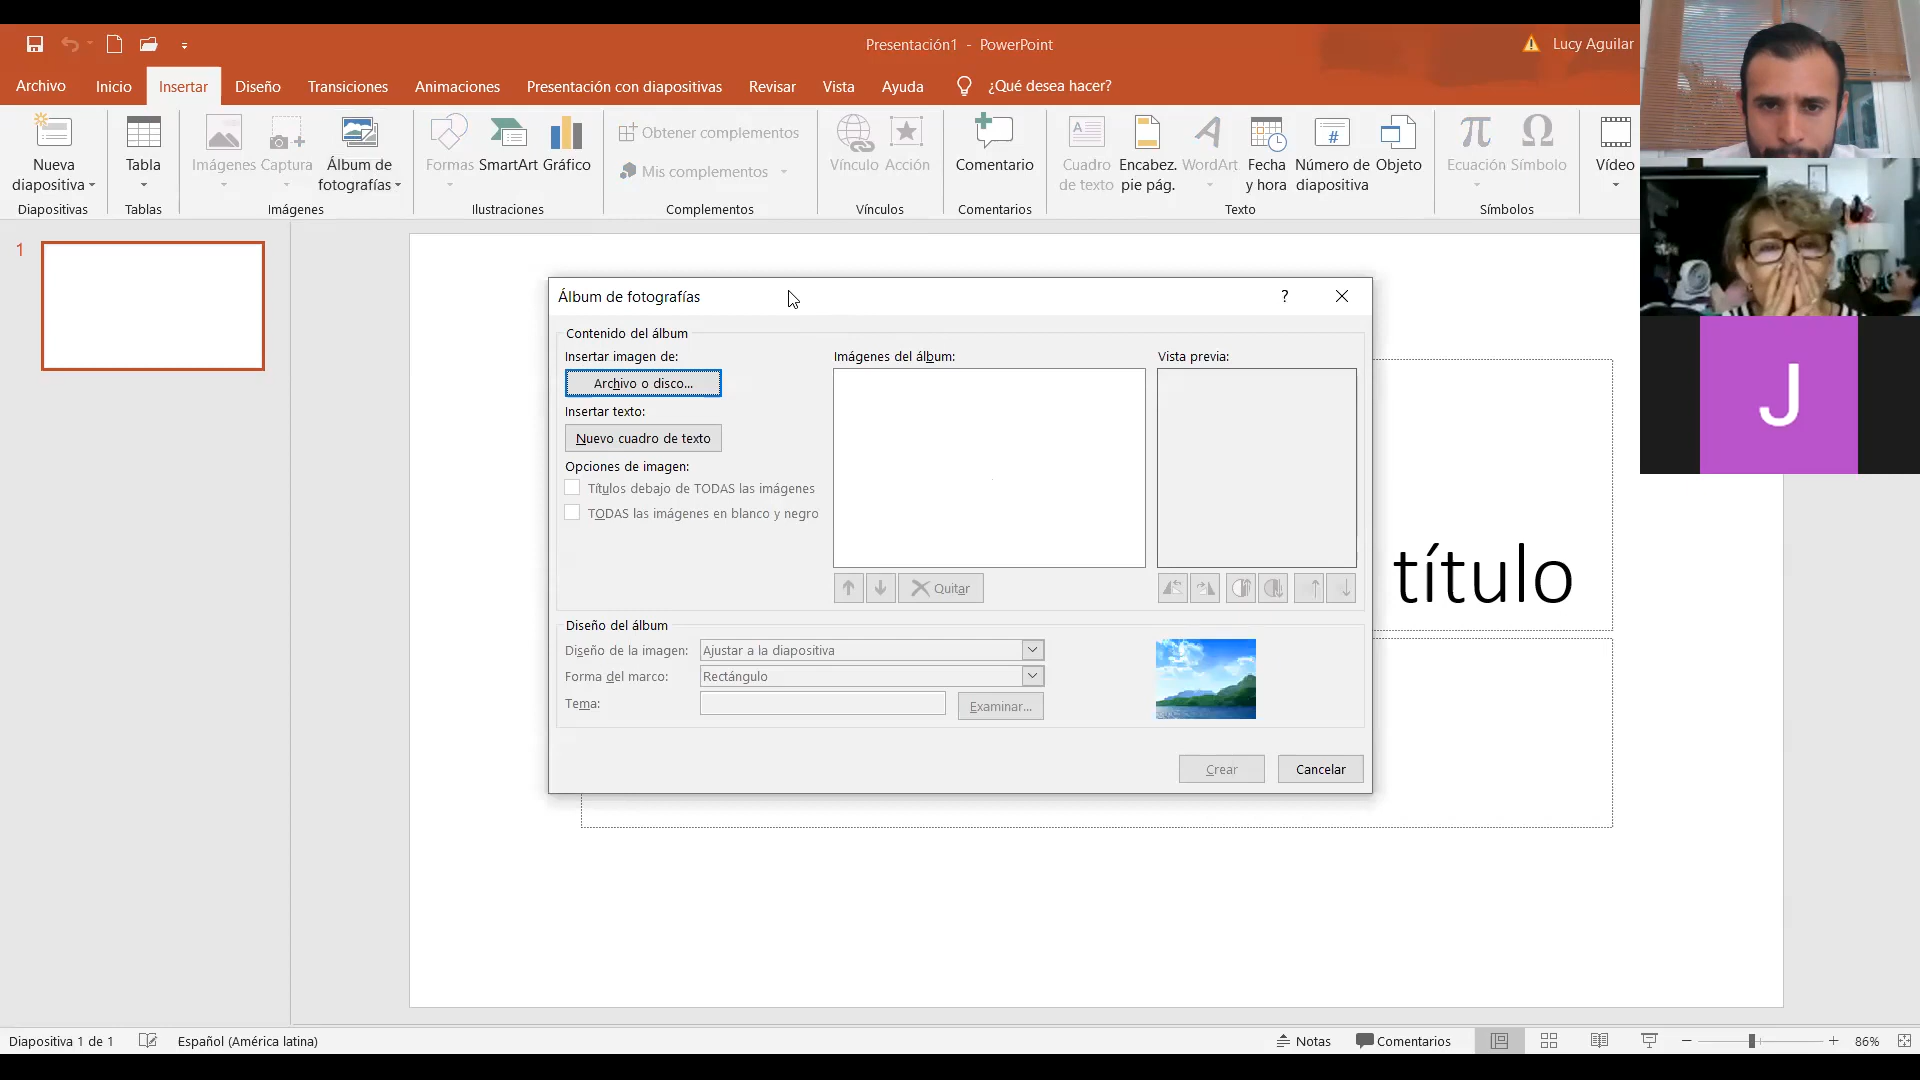 Presentación1 - PowerPoint
Lucy Aguilar
Archivo Inicio Insertar Diseño Transiciones Animaciones Presentación con diapositivas Revisar Vista Ayuda ¿Qué desea hacer?
Nueva diapositiva
Diapositivas
Tabla
Tablas
Imágenes
Captura
Álbum de fotografías
Imágenes
Formas
SmartArt
Gráfico
Ilustraciones
Obtener complementos
Mis complementos
Complementos
Vínculo
Acción
Vínculos
Comentario
Comentarios
Cuadro de texto
Encabez. pie pág.
WordArt
Fecha y hora
Número de diapositiva
Objeto
Texto
Ecuación
Símbolo
Símbolos
Vídeo
1
J
título
Álbum de fotografías
?
Contenido del álbum
Insertar imagen de:
Archivo o disco...
Insertar texto:
Nuevo cuadro de texto
Opciones de imagen:
Títulos debajo de TODAS las imágenes
TODAS las imágenes en blanco y negro
Imágenes del álbum:
Quitar
Vista previa:
Diseño del álbum
Diseño de la imagen: Ajustar a la diapositiva
Forma del marco: Rectángulo
Tema:
Examinar...
Crear
Cancelar
Diapositiva 1 de 1
Español (América latina)
Notas
Comentarios
86%